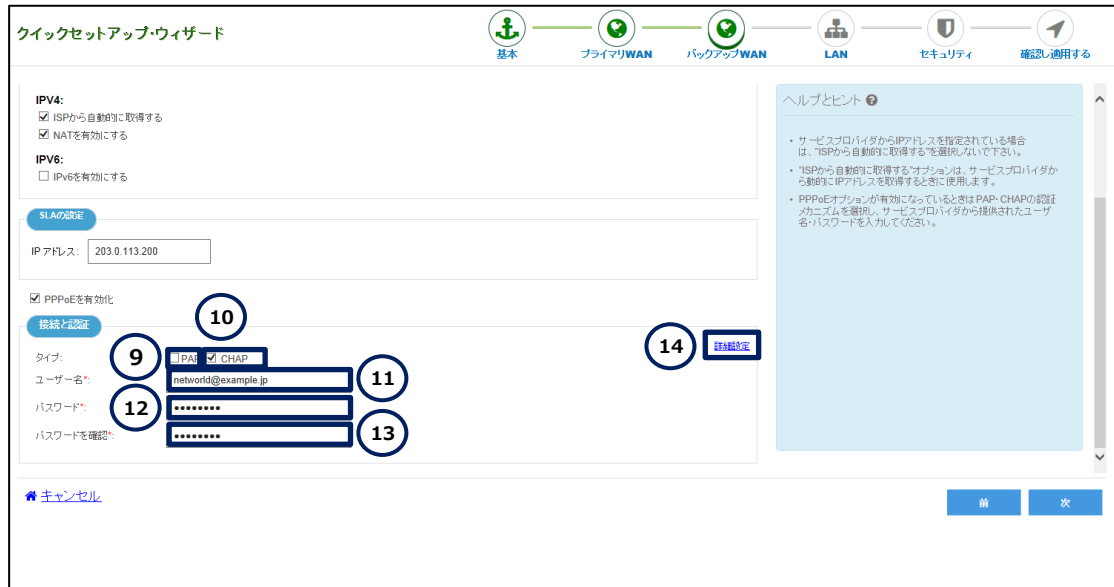 クイックセットアップ・ウィザード
基本
プライマリWAN
バックアップWAN
LAN
セキュリティ
確認し適用する
IPV4:
ISPから自動的に取得する
NATを有効にする
IPV6:
IPv6を有効にする
SLAの設定
IP アドレス: 203.0.113.200
PPPoEを有効化
接続と認証
10
14 詳細設定
タイプ: 9 PAP CHAP
ユーザー名*: networld@example.jp 11
パスワード*: 12 ••••••••
パスワードを確認*: •••••••• 13
ヘルプとヒント ?
• サービスプロバイダからIPアドレスを指定されている場合
は、"ISPから自動的に取得する"を選択しないで下さい。
• "ISPから自動的に取得する"オプションは、サービスプロバイダか
ら動的にIPアドレスを取得するときに使用します。
• PPPoEオプションが有効になっているときは PAP・CHAPの認証
メカニズムを選択し、サービスプロバイダから提供されたユーザ
名・パスワードを入力してください。
キャンセル
前
次